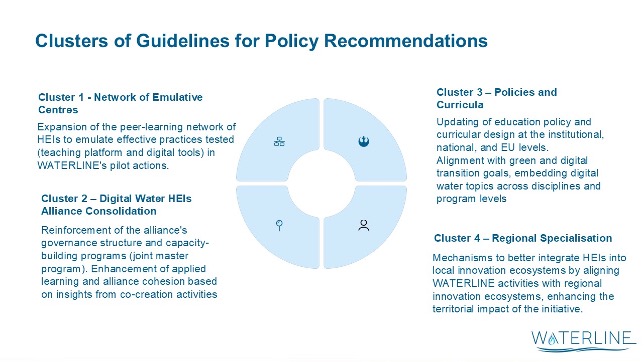 Clusters of Guidelines for Policy Recommendations
Cluster 1 - Network of Emulative
Centres
Expansion of the peer-learning network of
HEIs to emulate effective practices tested
(teaching platform and digital tools) in
WATERLINE's pilot actions.
Cluster 2 – Digital Water HEIs
Alliance Consolidation
Reinforcement of the alliance's
governance structure and capacity-
building programs (joint master
program). Enhancement of applied
learning and alliance cohesion based
on insights from co-creation activities
Cluster 3 – Policies and
Curricula
Updating of education policy and
curricular design at the institutional,
national, and EU levels.
Alignment with green and digital
transition goals, embedding digital
water topics across disciplines and
program levels
Cluster 4 – Regional Specialisation
Mechanisms to better integrate HEIs into
local innovation ecosystems by aligning
WATERLINE activities with regional
innovation ecosystems, enhancing the
territorial impact of the initiative.
WATERLINE